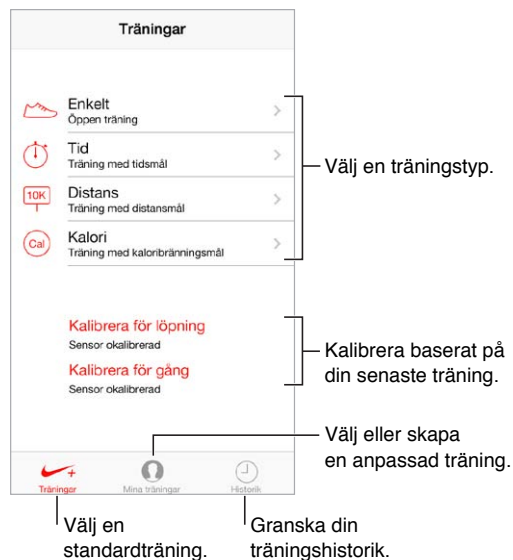 Träningar
Enkelt
Öppen träning
Tid
Träning med tidsmål
10K
Distans
Träning med distansmål
Cal
Kalori
Träning med kaloribränningsmål
Välj en träningstyp.
Kalibrera för löpning
Sensor okalibrerad
Kalibrera för gång
Sensor okalibrerad
Kalibrera baserat på
din senaste träning.
Välj eller skapa
en anpassad träning.
Träningar
Mina träningar
Historik
Välj en
standardträning.
Granska din
träningshistorik.